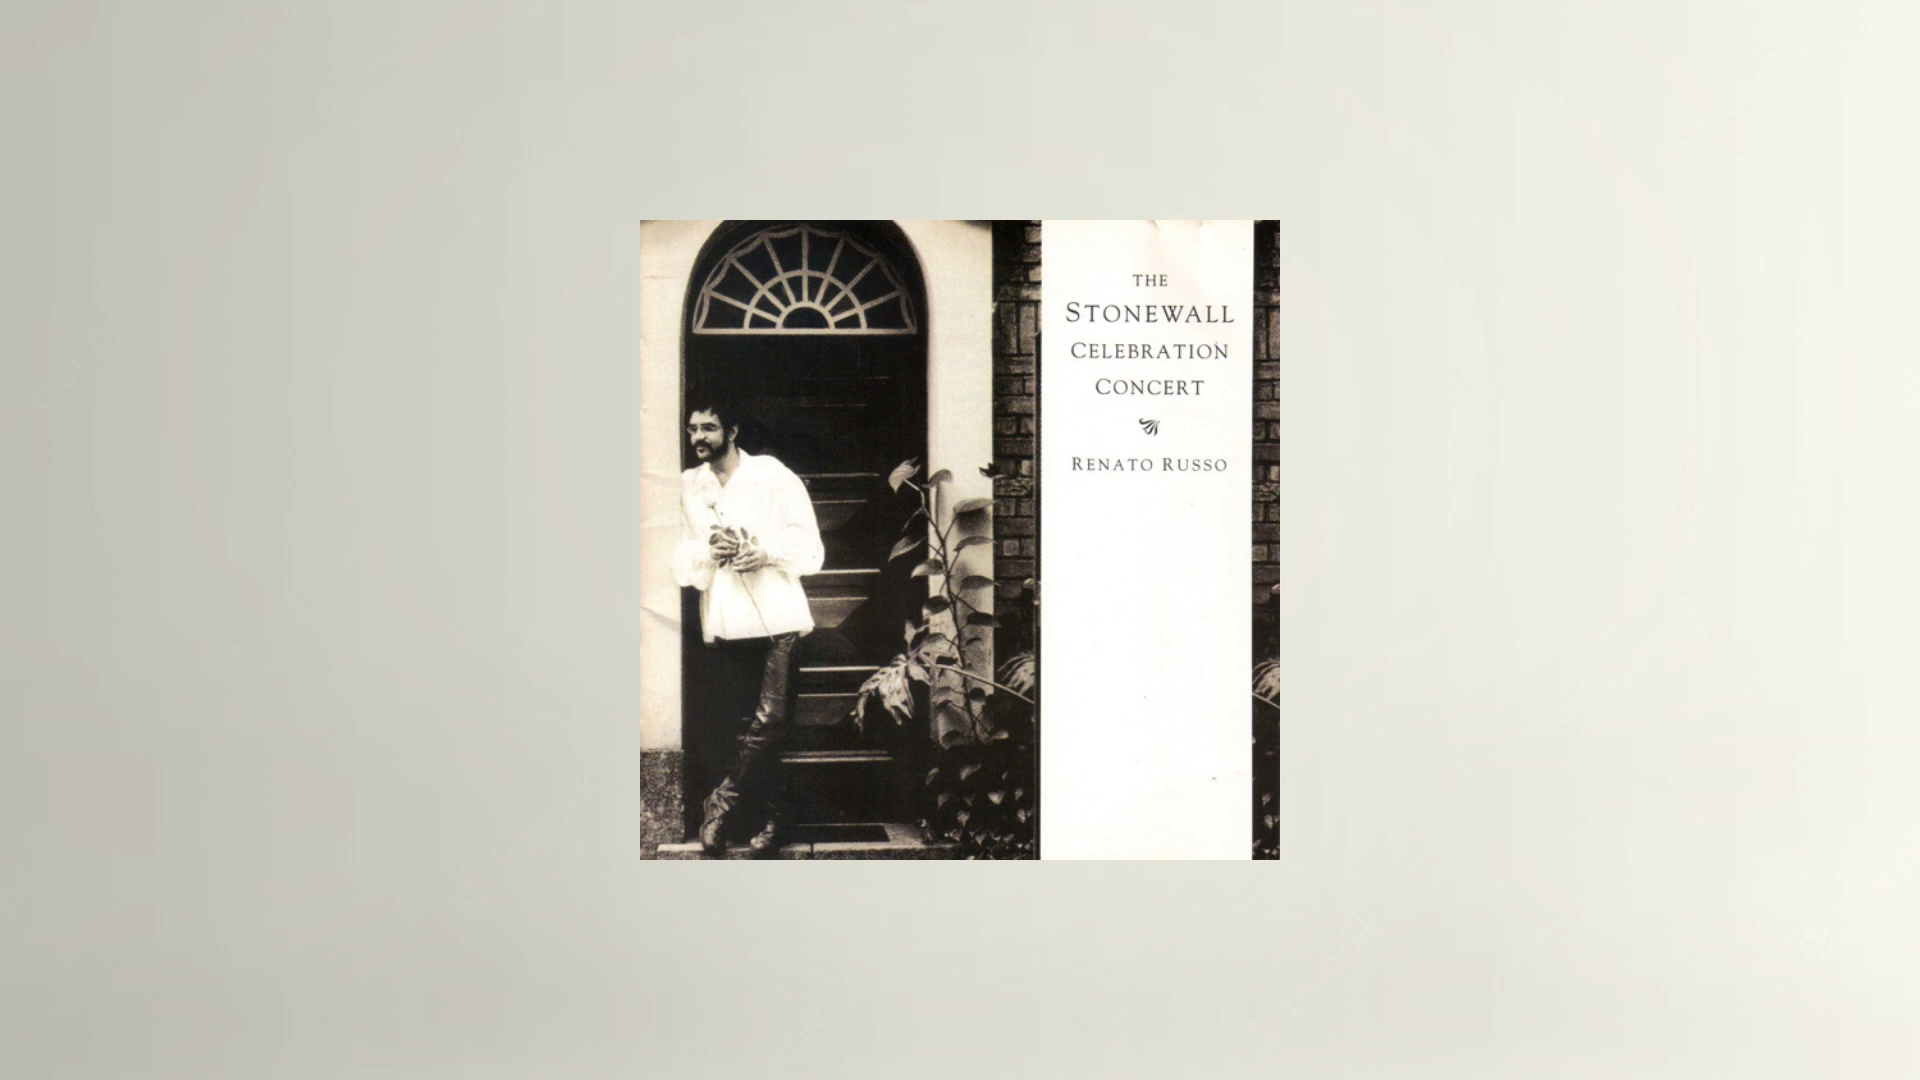 THE
STONEWALL
CELEBRATION
CONCERT
RENATO RUSSO